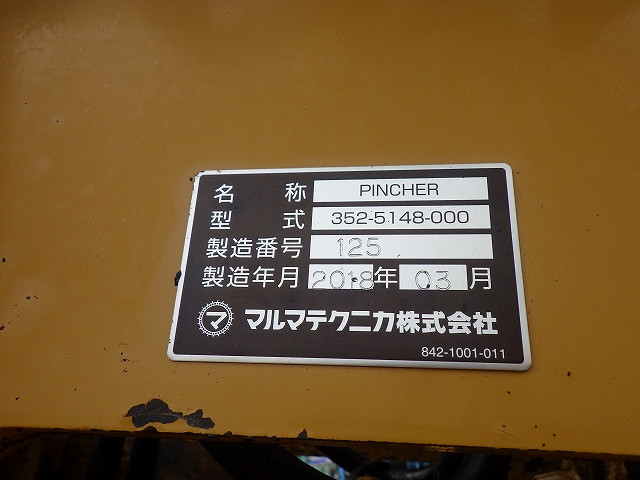 名称 PINCHER
型式 352-5148-000
製造番号 125
製造年月 2018年 03月
マ マルマテクニカ株式会社
842-1001-011